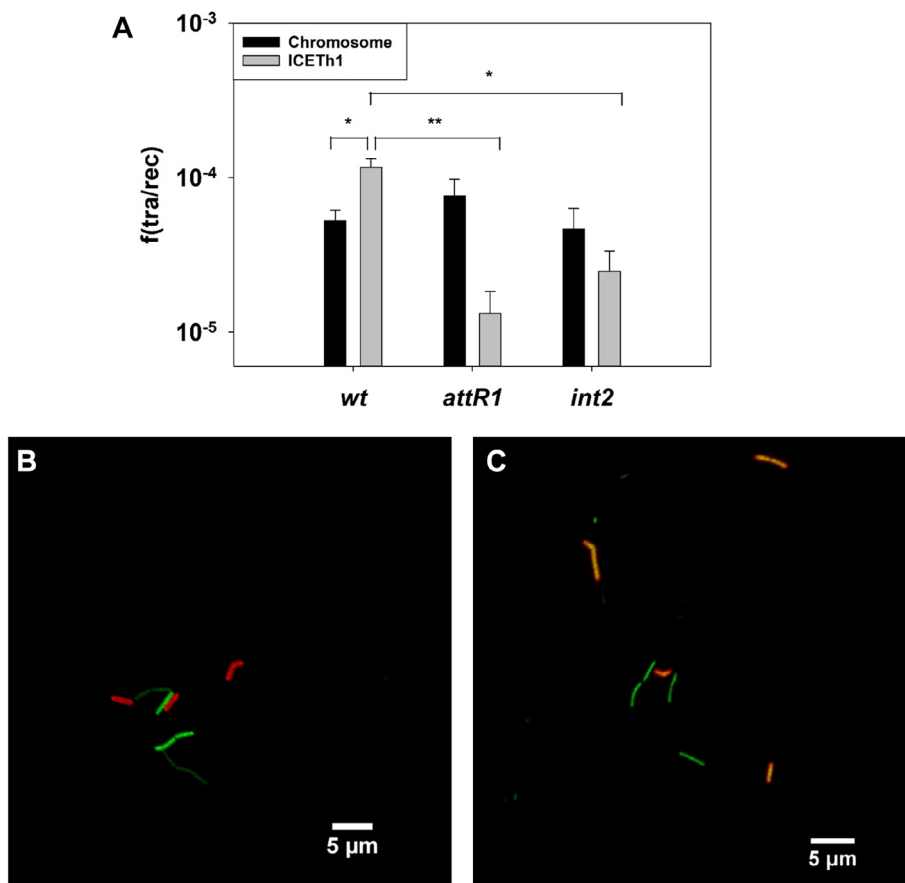 A
10-3
Chromosome
ICETh1
*
*
**
10-4
f(tra/rec)
10-5
wt attR1 int2
B
C
5 µm
5 µm